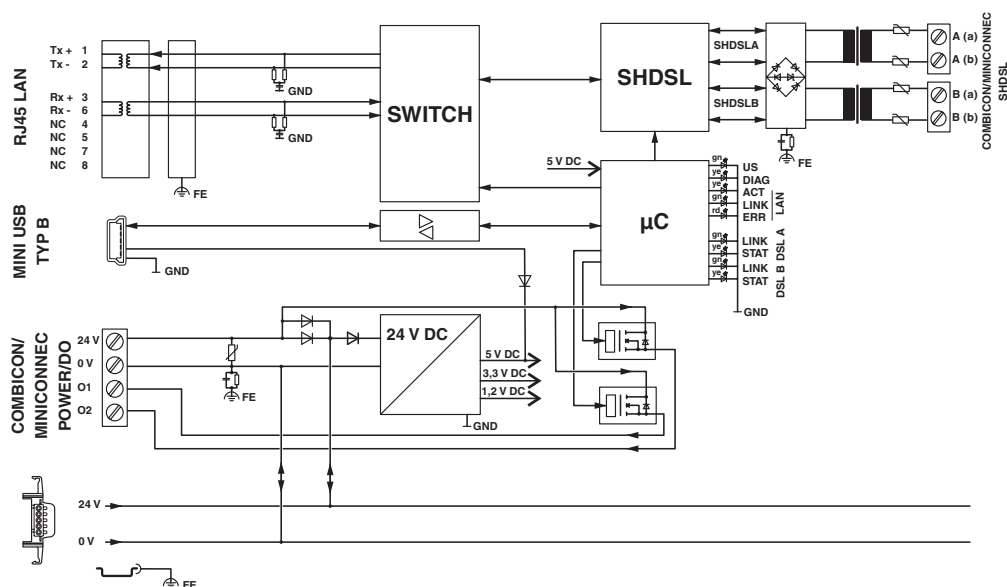 RJ45 LAN
Tx + 1
Tx - 2
Rx + 3
Rx - 6
NC 4
NC 5
NC 7
NC 8
GND
GND
FE
SWITCH
SHDSL
SHDSLA
SHDSLB
FE
A (a)
A (b)
B (a)
B (b)
COMBICON/MINICONNEC
SHDSL
MINI USB
TYP B
GND
5 V DC
µC
gn US
ye DIAG
ye ACT
gn LINK
rd ERR
LAN
gn LINK
ye STAT
DSL A
gn LINK
ye STAT
DSL B
GND
COMBICON/
MINICONNEC
POWER/DO
24 V
0 V
O1
O2
FE
24 V DC
5 V DC
3,3 V DC
1,2 V DC
GND
24 V
0 V
FE